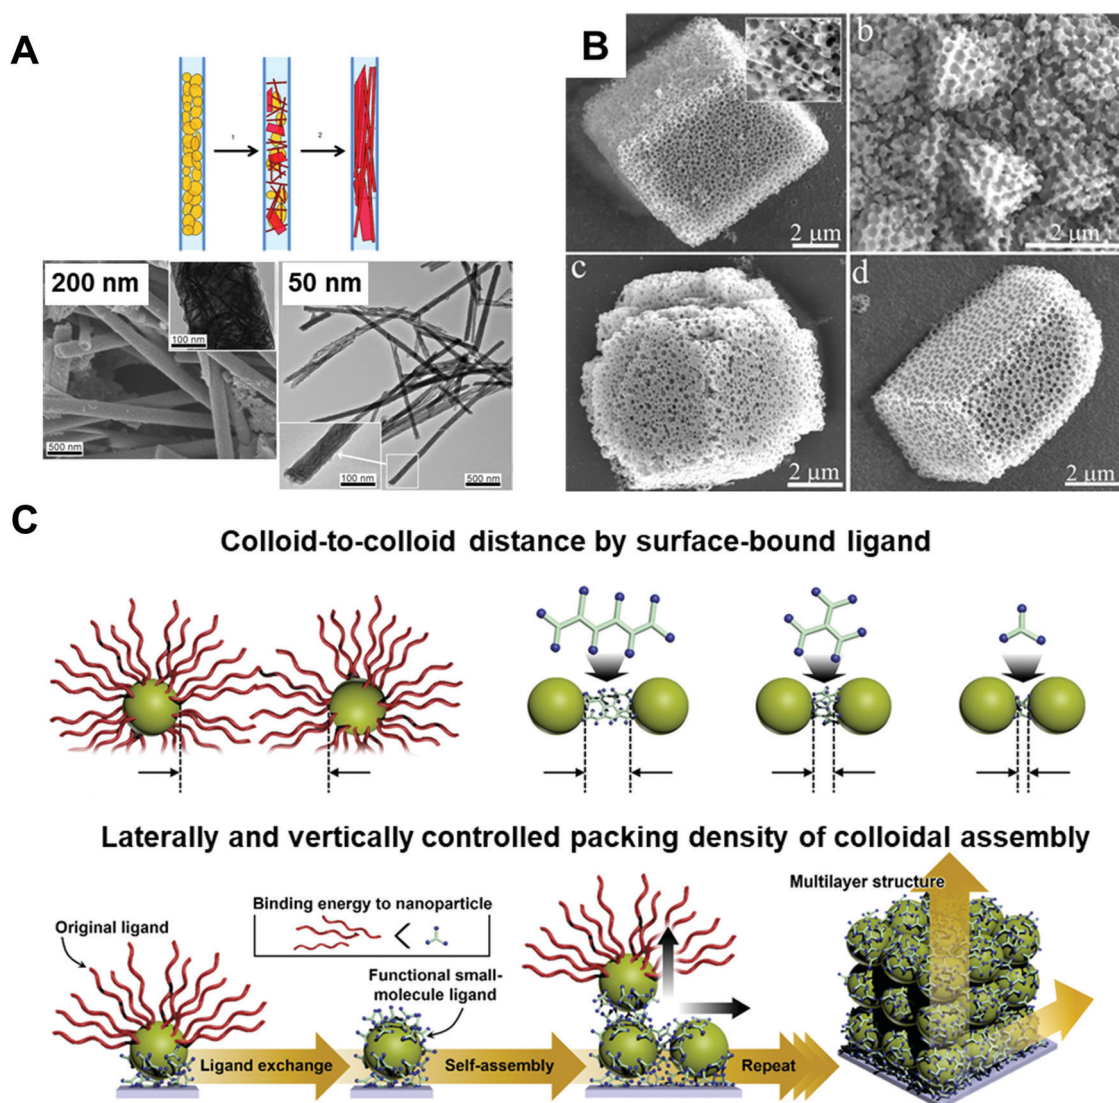 A
1
2
200 nm
100 nm
500 nm
50 nm
100 nm
500 nm
B
2 µm
b
2 µm
c
2 µm
d
2 µm
C
Colloid-to-colloid distance by surface-bound ligand
Laterally and vertically controlled packing density of colloidal assembly
Original ligand
Binding energy to nanoparticle
<
Functional small-
molecule ligand
Multilayer structure
Ligand exchange
Self-assembly
Repeat